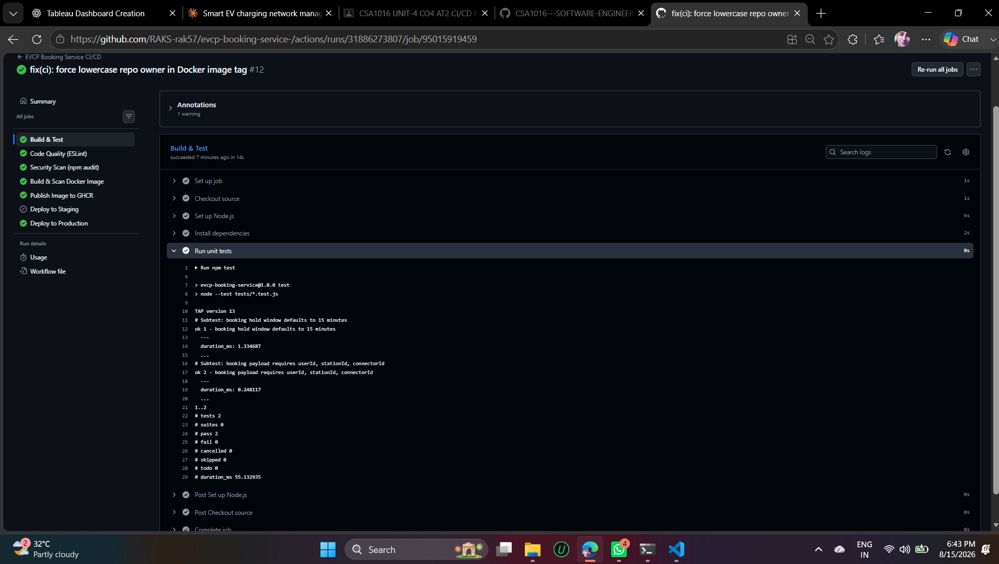 Tableau Dashboard Creation
Smart EV charging network manag
CSA1016 UNIT-4 CO4 AT2 CI/CD P
CSA1016---SOFTWARE-ENGINEER
fix(ci): force lowercase repo owner
https://github.com/RAKS-rak57/evcp-booking-service-/actions/runs/31886273807/job/95015919459
Chat
EVCP Booking Service CI/CD
fix(ci): force lowercase repo owner in Docker image tag #12
Re-run all jobs
Summary
All jobs
Build & Test
Code Quality (ESLint)
Security Scan (npm audit)
Build & Scan Docker Image
Publish Image to GHCR
Deploy to Staging
Deploy to Production
Run details
Usage
Workflow file
Annotations
1 warning
Build & Test
succeeded 7 minutes ago in 14s
Search logs
Set up job 1s
Checkout source 1s
Set up Node.js 6s
Install dependencies 2s
Run unit tests 0s
1 ▶ Run npm test
6
7 > evcp-booking-service@1.0.0 test
8 > node --test tests/*.test.js
9
10 TAP version 13
11 # Subtest: booking hold window defaults to 15 minutes
12 ok 1 - booking hold window defaults to 15 minutes
13 ---
14 duration_ms: 1.334687
15 ...
16 # Subtest: booking payload requires userId, stationId, connectorId
17 ok 2 - booking payload requires userId, stationId, connectorId
18 ---
19 duration_ms: 0.248117
20 ...
21 1..2
22 # tests 2
23 # suites 0
24 # pass 2
25 # fail 0
26 # cancelled 0
27 # skipped 0
28 # todo 0
29 # duration_ms 55.132935
Post Set up Node.js 0s
Post Checkout source 0s
Complete job 0s
2
32°C
Partly cloudy
Search
4
ENG
IN
6:43 PM
8/15/2026